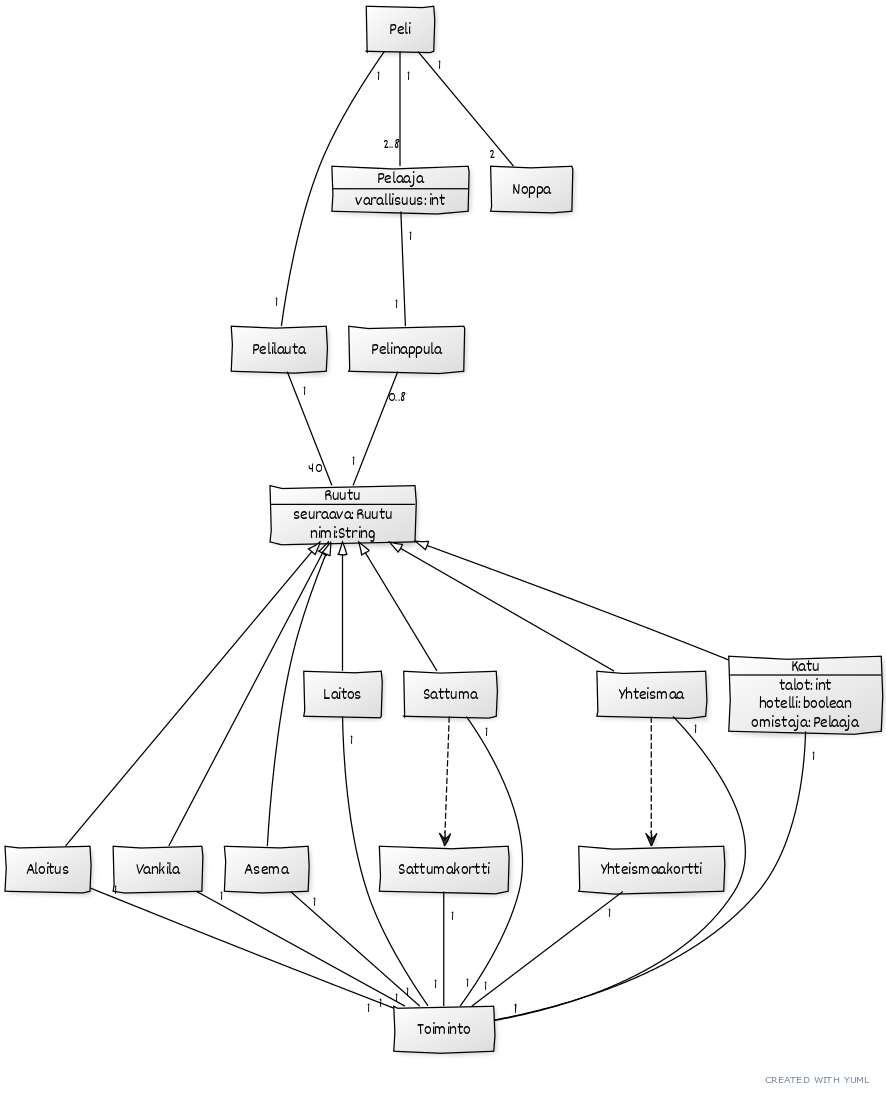 Peli
1 1 1
2..8 2
Pelaaja
varallisuus:int
Noppa
1
1 1
Pelilauta Pelinappula
1 0..8
40 1
Ruutu
seuraava:Ruutu
nimi:String
Laitos Sattuma Yhteismaa
Katu
talot:int
hotelli:boolean
omistaja:Pelaaja
1 1 1 1
Aloitus Vankila Asema Sattumakortti Yhteismaakortti
1 1 1 1 1
1 1 1 1 1 1 1 1
Toiminto
CREATED WITH YUML